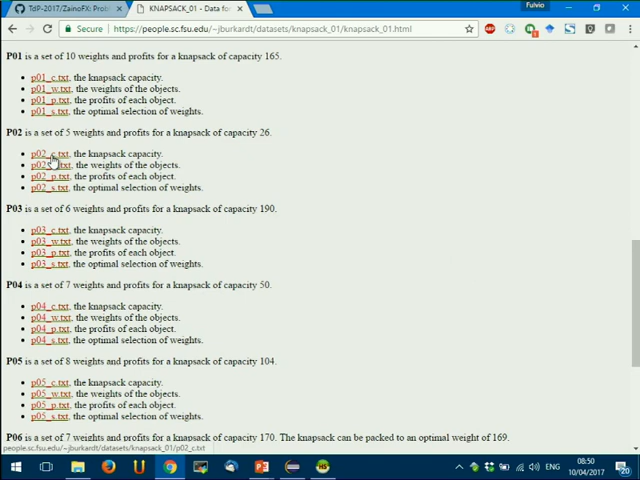 TdP-2017/ZainoFX: Probl
KNAPSACK_01 - Data for
Fulvio
Secure https://people.sc.fsu.edu/~jburkardt/datasets/knapsack_01/knapsack_01.html
P01 is a set of 10 weights and profits for a knapsack of capacity 165.
p01_c.txt, the knapsack capacity.
p01_w.txt, the weights of the objects.
p01_p.txt, the profits of each object.
p01_s.txt, the optimal selection of weights.
P02 is a set of 5 weights and profits for a knapsack of capacity 26.
p02_c.txt, the knapsack capacity.
p02 .txt, the weights of the objects.
p02_p.txt, the profits of each object.
p02_s.txt, the optimal selection of weights.
P03 is a set of 6 weights and profits for a knapsack of capacity 190.
p03_c.txt, the knapsack capacity.
p03_w.txt, the weights of the objects.
p03_p.txt, the profits of each object.
p03_s.txt, the optimal selection of weights.
P04 is a set of 7 weights and profits for a knapsack of capacity 50.
p04_c.txt, the knapsack capacity.
p04_w.txt, the weights of the objects.
p04_p.txt, the profits of each object.
p04_s.txt, the optimal selection of weights.
P05 is a set of 8 weights and profits for a knapsack of capacity 104.
p05_c.txt, the knapsack capacity.
p05_w.txt, the weights of the objects.
p05_p.txt, the profits of each object.
p05_s.txt, the optimal selection of weights.
P06 is a set of 7 weights and profits for a knapsack of capacity 170. The knapsack can be packed to an optimal weight of 169.
people.sc.fsu.edu/~jburkardt/datasets/knapsack_01/p02_c.txt
ENG
08:50
10/04/2017
20